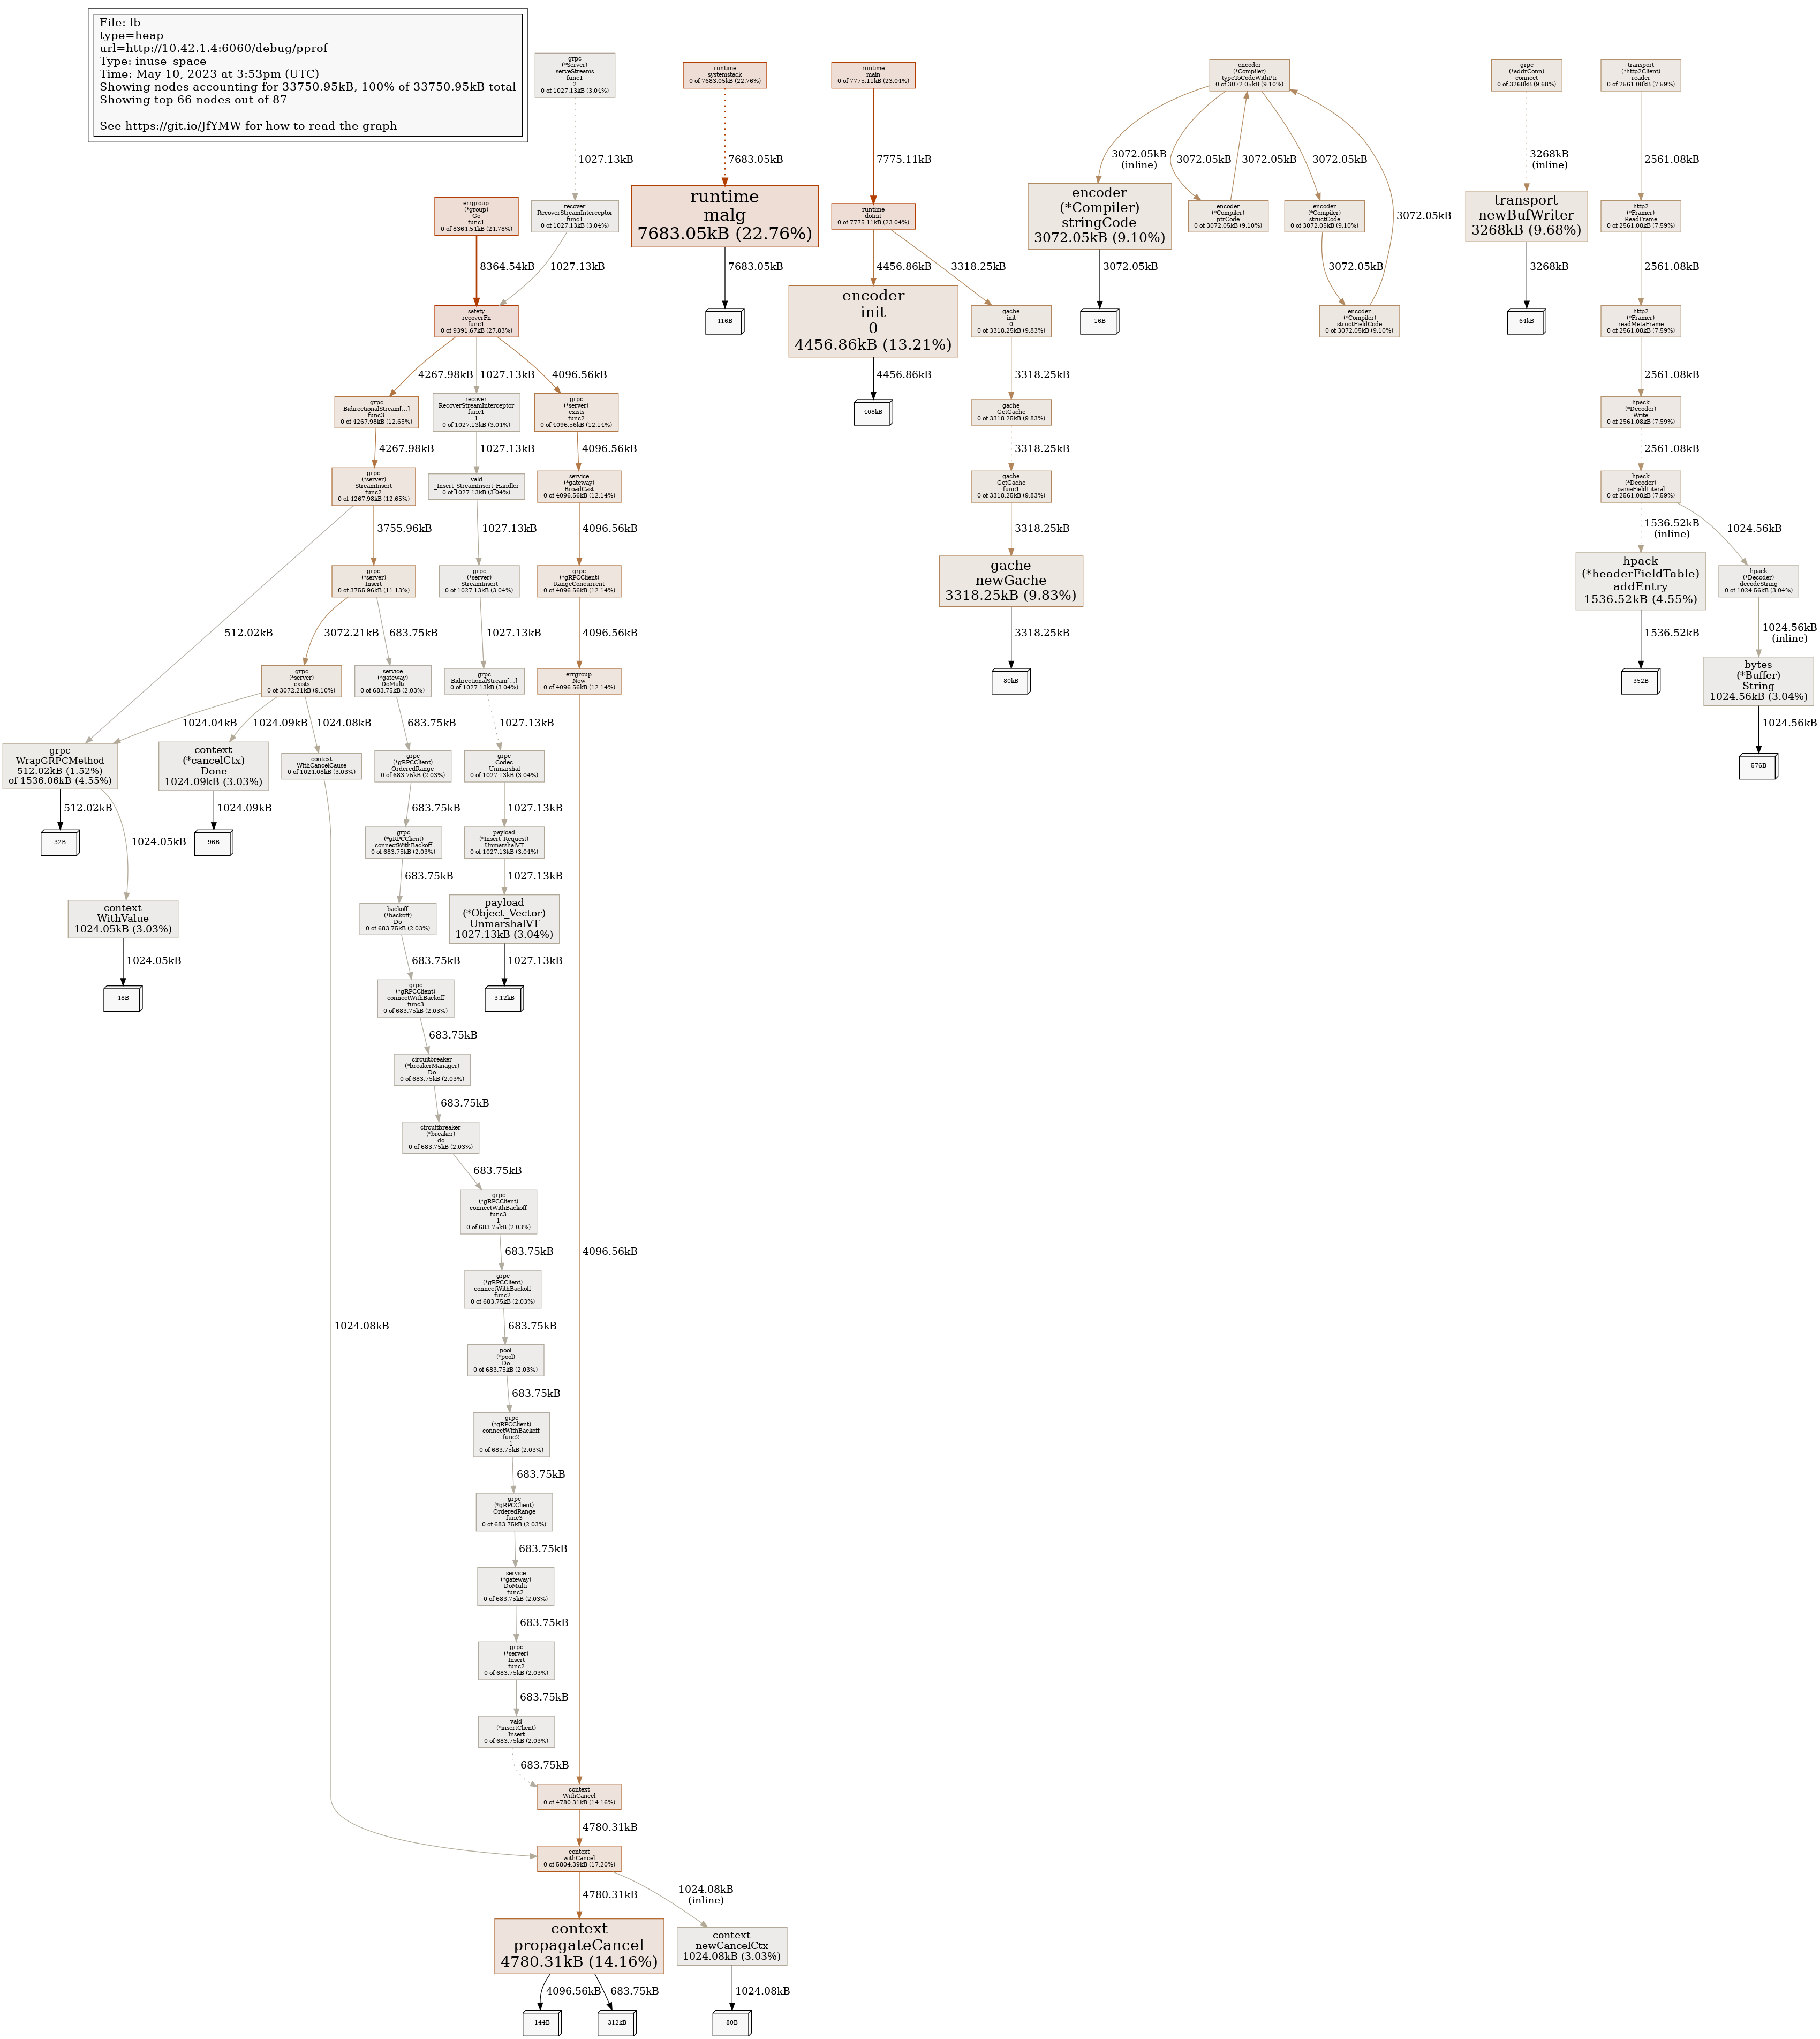 File: lb
type=heap
url=http://10.42.1.4:6060/debug/pprof
Type: inuse_space
Time: May 10, 2023 at 3:53pm (UTC)
Showing nodes accounting for 33750.95kB, 100% of 33750.95kB total
Showing top 66 nodes out of 87
See https://git.io/JfYMW for how to read the graph
grpc
(*Server)
serveStreams
func1
2
0 of 1027.13kB (3.04%)
runtime
systemstack
0 of 7683.05kB (22.76%)
runtime
main
0 of 7775.11kB (23.04%)
encoder
(*Compiler)
typeToCodeWithPtr
0 of 3072.05kB (9.10%)
grpc
(*addrConn)
connect
0 of 3268kB (9.68%)
transport
(*http2Client)
reader
0 of 2561.08kB (7.59%)
1027.13kB
7683.05kB
7775.11kB
3072.05kB
(inline)
3072.05kB
3072.05kB
3072.05kB
3268kB
(inline)
2561.08kB
errgroup
(*group)
Go
func1
0 of 8364.54kB (24.78%)
recover
RecoverStreamInterceptor
func1
0 of 1027.13kB (3.04%)
runtime
malg
7683.05kB (22.76%)
runtime
doInit
0 of 7775.11kB (23.04%)
encoder
(*Compiler)
stringCode
3072.05kB (9.10%)
encoder
(*Compiler)
ptrCode
0 of 3072.05kB (9.10%)
encoder
(*Compiler)
structCode
0 of 3072.05kB (9.10%)
3072.05kB
transport
newBufWriter
3268kB (9.68%)
http2
(*Framer)
ReadFrame
0 of 2561.08kB (7.59%)
8364.54kB
1027.13kB
7683.05kB
4456.86kB
3318.25kB
3072.05kB
3072.05kB
3268kB
2561.08kB
safety
recoverFn
func1
0 of 9391.67kB (27.83%)
416B
encoder
init
0
4456.86kB (13.21%)
gache
init
0
0 of 3318.25kB (9.83%)
16B
encoder
(*Compiler)
structFieldCode
0 of 3072.05kB (9.10%)
64kB
http2
(*Framer)
readMetaFrame
0 of 2561.08kB (7.59%)
4267.98kB
1027.13kB
4096.56kB
4456.86kB
3318.25kB
2561.08kB
grpc
BidirectionalStream[...]
func3
0 of 4267.98kB (12.65%)
recover
RecoverStreamInterceptor
func1
1
0 of 1027.13kB (3.04%)
grpc
(*server)
exists
func2
0 of 4096.56kB (12.14%)
408kB
gache
GetGache
0 of 3318.25kB (9.83%)
hpack
(*Decoder)
Write
0 of 2561.08kB (7.59%)
4267.98kB
1027.13kB
4096.56kB
3318.25kB
2561.08kB
grpc
(*server)
StreamInsert
func2
0 of 4267.98kB (12.65%)
vald
_Insert_StreamInsert_Handler
0 of 1027.13kB (3.04%)
service
(*gateway)
BroadCast
0 of 4096.56kB (12.14%)
gache
GetGache
func1
0 of 3318.25kB (9.83%)
hpack
(*Decoder)
parseFieldLiteral
0 of 2561.08kB (7.59%)
3755.96kB
1027.13kB
4096.56kB
3318.25kB
1536.52kB
(inline)
1024.56kB
grpc
(*server)
Insert
0 of 3755.96kB (11.13%)
grpc
(*server)
StreamInsert
0 of 1027.13kB (3.04%)
grpc
(*gRPCClient)
RangeConcurrent
0 of 4096.56kB (12.14%)
gache
newGache
3318.25kB (9.83%)
hpack
(*headerFieldTable)
addEntry
1536.52kB (4.55%)
hpack
(*Decoder)
decodeString
0 of 1024.56kB (3.04%)
512.02kB
3072.21kB
683.75kB
1027.13kB
4096.56kB
3318.25kB
1536.52kB
1024.56kB
(inline)
grpc
(*server)
exists
0 of 3072.21kB (9.10%)
service
(*gateway)
DoMulti
0 of 683.75kB (2.03%)
grpc
BidirectionalStream[...]
0 of 1027.13kB (3.04%)
errgroup
New
0 of 4096.56kB (12.14%)
80kB
352B
bytes
(*Buffer)
String
1024.56kB (3.04%)
1024.04kB
1024.09kB
1024.08kB
683.75kB
1027.13kB
1024.56kB
grpc
WrapGRPCMethod
512.02kB (1.52%)
of 1536.06kB (4.55%)
context
(*cancelCtx)
Done
1024.09kB (3.03%)
context
WithCancelCause
0 of 1024.08kB (3.03%)
grpc
(*gRPCClient)
OrderedRange
0 of 683.75kB (2.03%)
grpc
Codec
Unmarshal
0 of 1027.13kB (3.04%)
576B
512.02kB
1024.09kB
683.75kB
1027.13kB
32B
1024.05kB
96B
grpc
(*gRPCClient)
connectWithBackoff
0 of 683.75kB (2.03%)
payload
(*Insert_Request)
UnmarshalVT
0 of 1027.13kB (3.04%)
683.75kB
1027.13kB
context
WithValue
1024.05kB (3.03%)
backoff
(*backoff)
Do
0 of 683.75kB (2.03%)
payload
(*Object_Vector)
UnmarshalVT
1027.13kB (3.04%)
1024.05kB
683.75kB
1027.13kB
48B
grpc
(*gRPCClient)
connectWithBackoff
func3
0 of 683.75kB (2.03%)
3.12kB
683.75kB
circuitbreaker
(*breakerManager)
Do
0 of 683.75kB (2.03%)
683.75kB
circuitbreaker
(*breaker)
do
0 of 683.75kB (2.03%)
683.75kB
grpc
(*gRPCClient)
connectWithBackoff
func3
1
0 of 683.75kB (2.03%)
683.75kB
4096.56kB
grpc
(*gRPCClient)
connectWithBackoff
func2
0 of 683.75kB (2.03%)
1024.08kB
683.75kB
pool
(*pool)
Do
0 of 683.75kB (2.03%)
683.75kB
grpc
(*gRPCClient)
connectWithBackoff
func2
1
0 of 683.75kB (2.03%)
683.75kB
grpc
(*gRPCClient)
OrderedRange
func3
0 of 683.75kB (2.03%)
683.75kB
service
(*gateway)
DoMulti
func2
0 of 683.75kB (2.03%)
683.75kB
grpc
(*server)
Insert
func2
0 of 683.75kB (2.03%)
683.75kB
vald
(*insertClient)
Insert
0 of 683.75kB (2.03%)
683.75kB
context
WithCancel
0 of 4780.31kB (14.16%)
4780.31kB
context
withCancel
0 of 5804.39kB (17.20%)
4780.31kB
1024.08kB
(inline)
context
propagateCancel
4780.31kB (14.16%)
context
newCancelCtx
1024.08kB (3.03%)
4096.56kB
683.75kB
1024.08kB
144B
312kB
80B